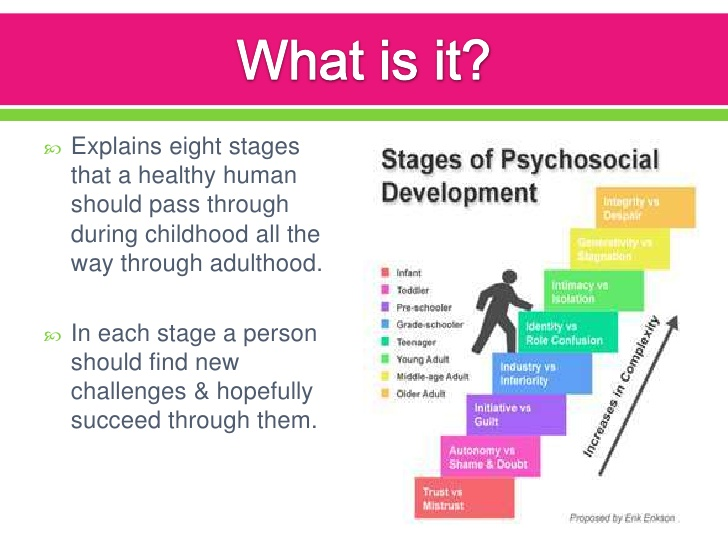 What is it?
Explains eight stages
that a healthy human
should pass through
during childhood all the
way through adulthood.
In each stage a person
should find new
challenges & hopefully
succeed through them.
Stages of Psychosocial
Development
Infant
Toddler
Pre-schooler
Grade-schooler
Teenager
Young Adult
Middle-age Adult
Older Adult
Integrity vs
Despair
Generativity vs
Stagnation
Intimacy vs
Isolation
Identity vs
Role Confusion
Industry vs
Inferiority
Initiative vs
Guilt
Autonomy vs
Shame & Doubt
Trust vs
Mistrust
Increases in Complexity
Proposed by Erik Erikson